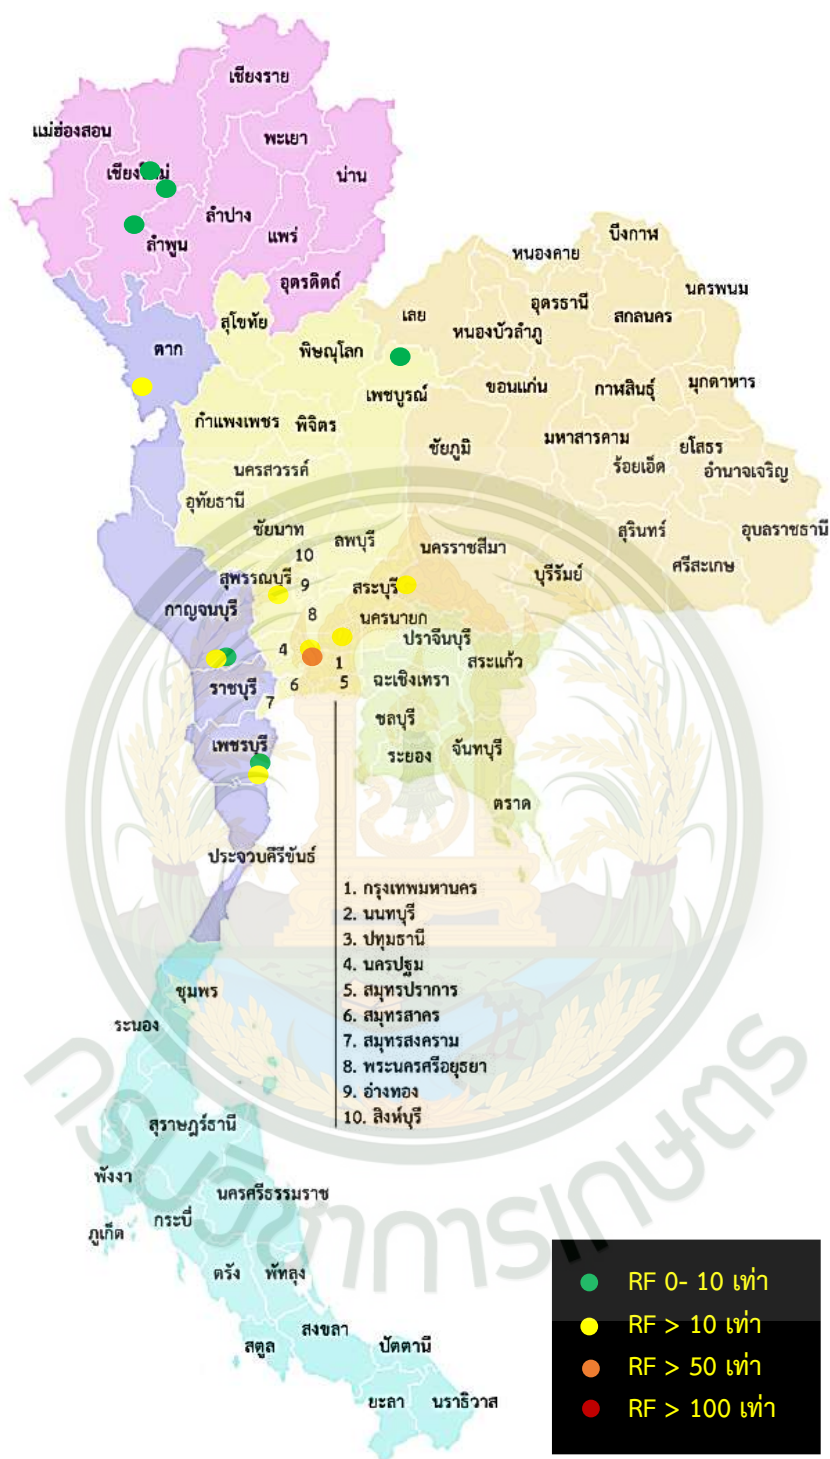 เชียงราย
แม่ฮ่องสอน
พะเยา
เชียงใหม่
น่าน
ลำปาง
แพร่
ลำพูน
อุตรดิตถ์
บึงกาฬ
หนองคาย
นครพนม
อุดรธานี
เลย
สกลนคร
สุโขทัย
หนองบัวลำภู
ตาก
พิษณุโลก
เพชบูรณ์
ขอนแก่น
กาฬสินธุ์
มุกดาหาร
กำแพงเพชร
พิจิตร
ชัยภูมิ
มหาสารคาม
ยโสธร
ร้อยเอ็ด
อำนาจเจริญ
นครสวรรค์
อุทัยธานี
ชัยนาท
ลพบุรี
นครราชสีมา
สุรินทร์
อุบลราชธานี
10
ศรีสะเกษ
สุพรรณบุรี
9
สระบุรี
บุรีรัมย์
กาญจนบุรี
8
นครนายก
ปราจีนบุรี
4
1
สระแก้ว
ราชบุรี
6
5
ฉะเชิงเทรา
7
ชลบุรี
เพชรบุรี
ระยอง
จันทบุรี
ตราด
ประจวบคีรีขันธ์
1. กรุงเทพมหานคร
2. นนทบุรี
3. ปทุมธานี
4. นครปฐม
5. สมุทรปราการ
6. สมุทรสาคร
7. สมุทรสงคราม
8. พระนครศรีอยุธยา
9. อ่างทอง
10. สิงห์บุรี
ชุมพร
ระนอง
สุราษฎร์ธานี
พังงา
นครศรีธรรมราช
กระบี่
ภูเก็ต
ตรัง
พัทลุง
สงขลา
สตูล
ปัตตานี
ยะลา
นราธิวาส
กรมวิชาการเกษตร
RF 0- 10 เท่า
RF > 10 เท่า
RF > 50 เท่า
RF > 100 เท่า